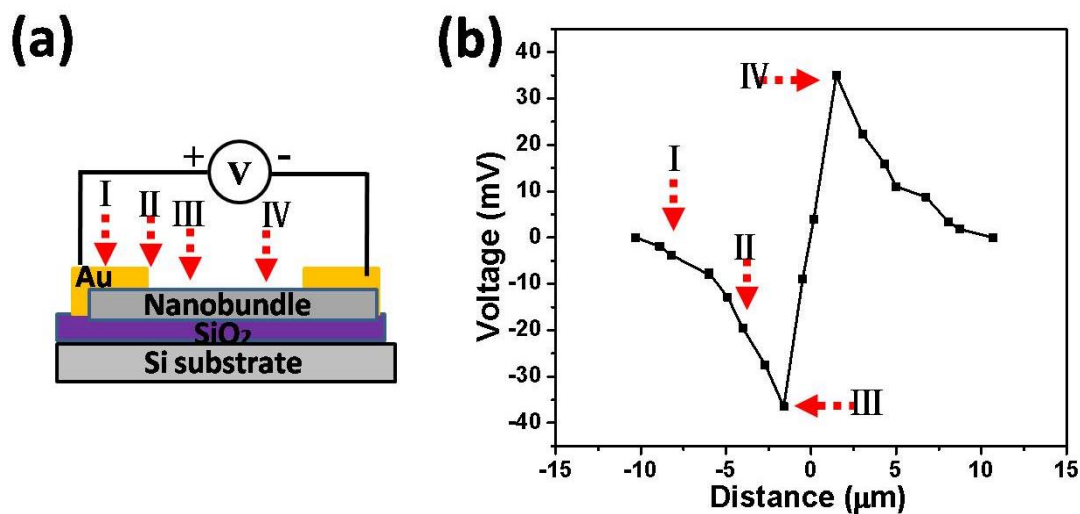 (a)
+ V -
I II III IV
Au
Nanobundle
SiO₂
Si substrate
(b)
Voltage (mV)
40
30
20
10
0
-10
-20
-30
-40
IV
I
II
III
-15 -10 -5 0 5 10 15
Distance (μm)